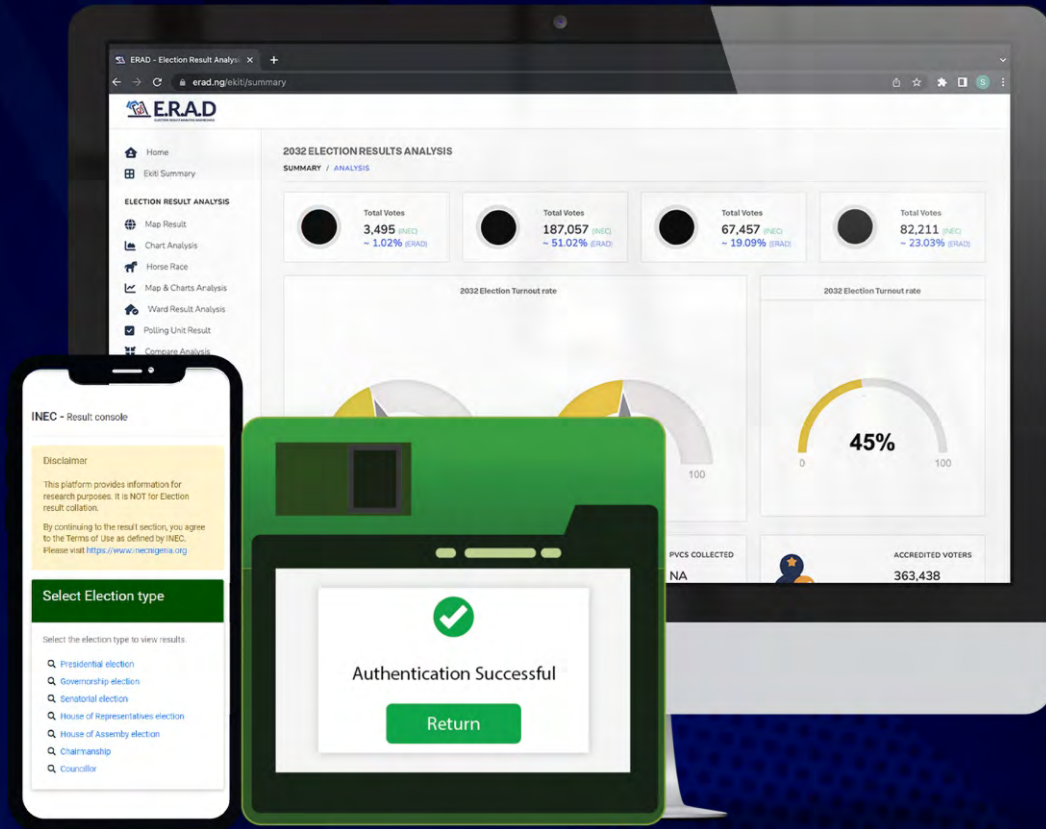 ERAD - Election Result Analys
erad.ng/ekiti/summary
S
E.R.A.D
Home
Ekiti Summary
ELECTION RESULT ANALYSIS
Map Result
Chart Analysis
Horse Race
Map & Charts Analysis
Ward Result Analysis
Polling Unit Result
Compare Analysis
2032 ELECTION RESULTS ANALYSIS
SUMMARY / ANALYSIS
Total Votes
3,495 (INEC)
~ 1.02% (ERAD)
Total Votes
187,057 (INEC)
~ 51.02% (ERAD)
Total Votes
67,457 (INEC)
~ 19.09% (ERAD)
Total Votes
82,211 (INEC)
~ 23.03% (ERAD)
2032 Election Turnout rate
100
2032 Election Turnout rate
45%
0
100
PVCS COLLECTED
NA
ACCREDITED VOTERS
363,438
INEC - Result console
Disclaimer
This platform provides information for
research purposes. It is NOT for Election
result collation.
By continuing to the result section, you agree
to the Terms of Use as defined by INEC.
Please visit https://www.inecnigeria.org
Select Election type
Select the election type to view results.
Presidential election
Governorship election
Senatorial election
House of Representatives election
House of Assemby election
Chairmanship
Councillor
Authentication Successful
Return